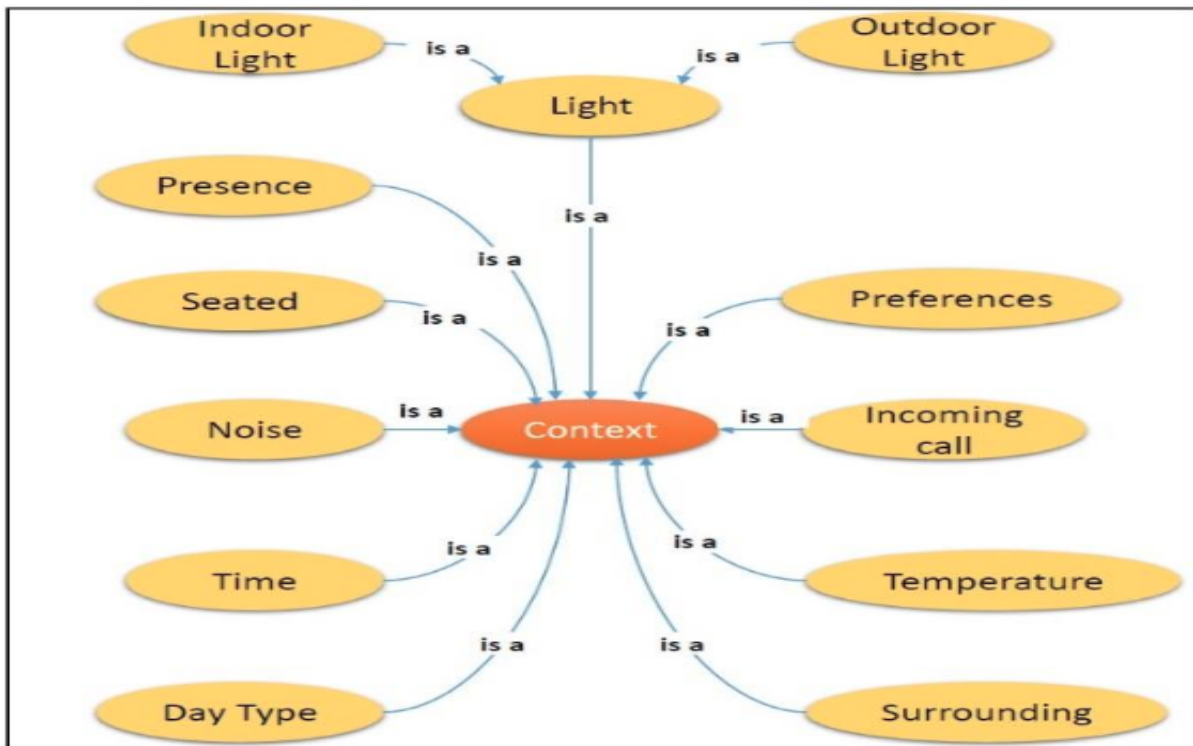 Indoor
Light
is a
is a
Outdoor
Light
Light
Presence
is a
is a
Seated
is a
Preferences
is a
Noise
is a
Context
is a
Incoming
call
Time
is a
is a
Temperature
is a
is a
Day Type
Surrounding